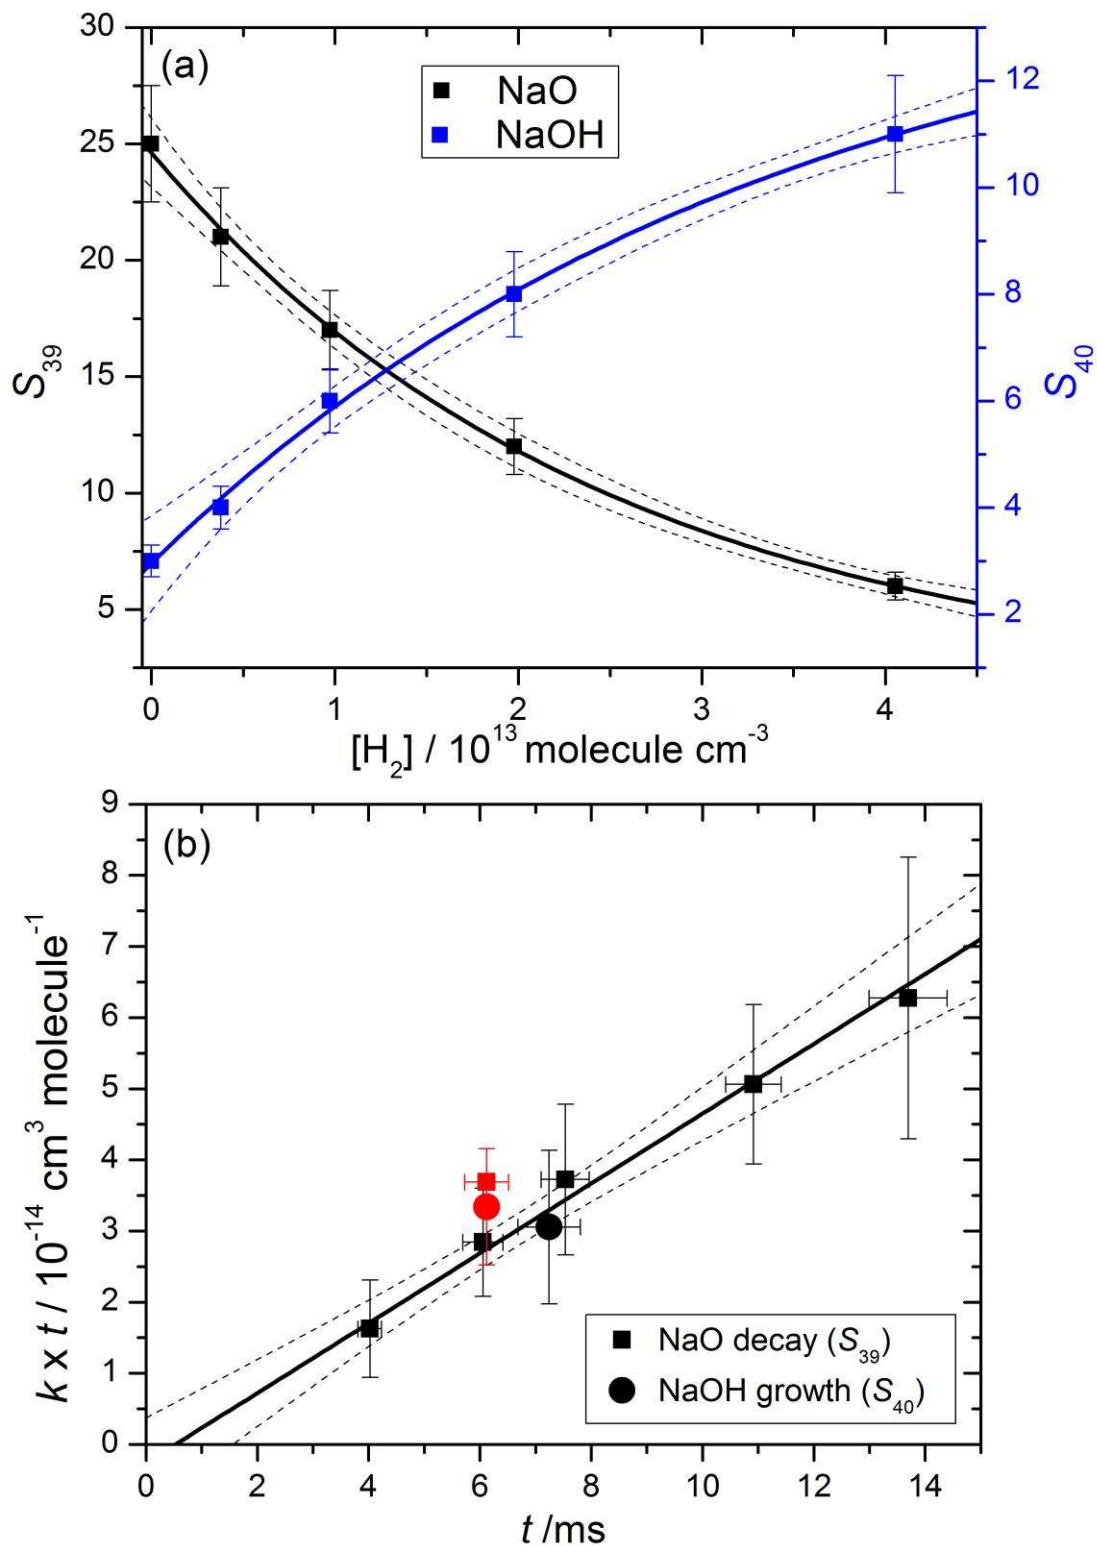 (a)
NaO
NaOH
30
25
20
15
10
5
S39
12
10
8
6
4
2
S40
0 1 2 3 4
[H2] / 10^13 molecule cm^-3
(b)
9
8
7
6
5
4
3
2
1
0
k x t / 10^-14 cm^3 molecule^-1
NaO decay (S39)
NaOH growth (S40)
0 2 4 6 8 10 12 14
t /ms